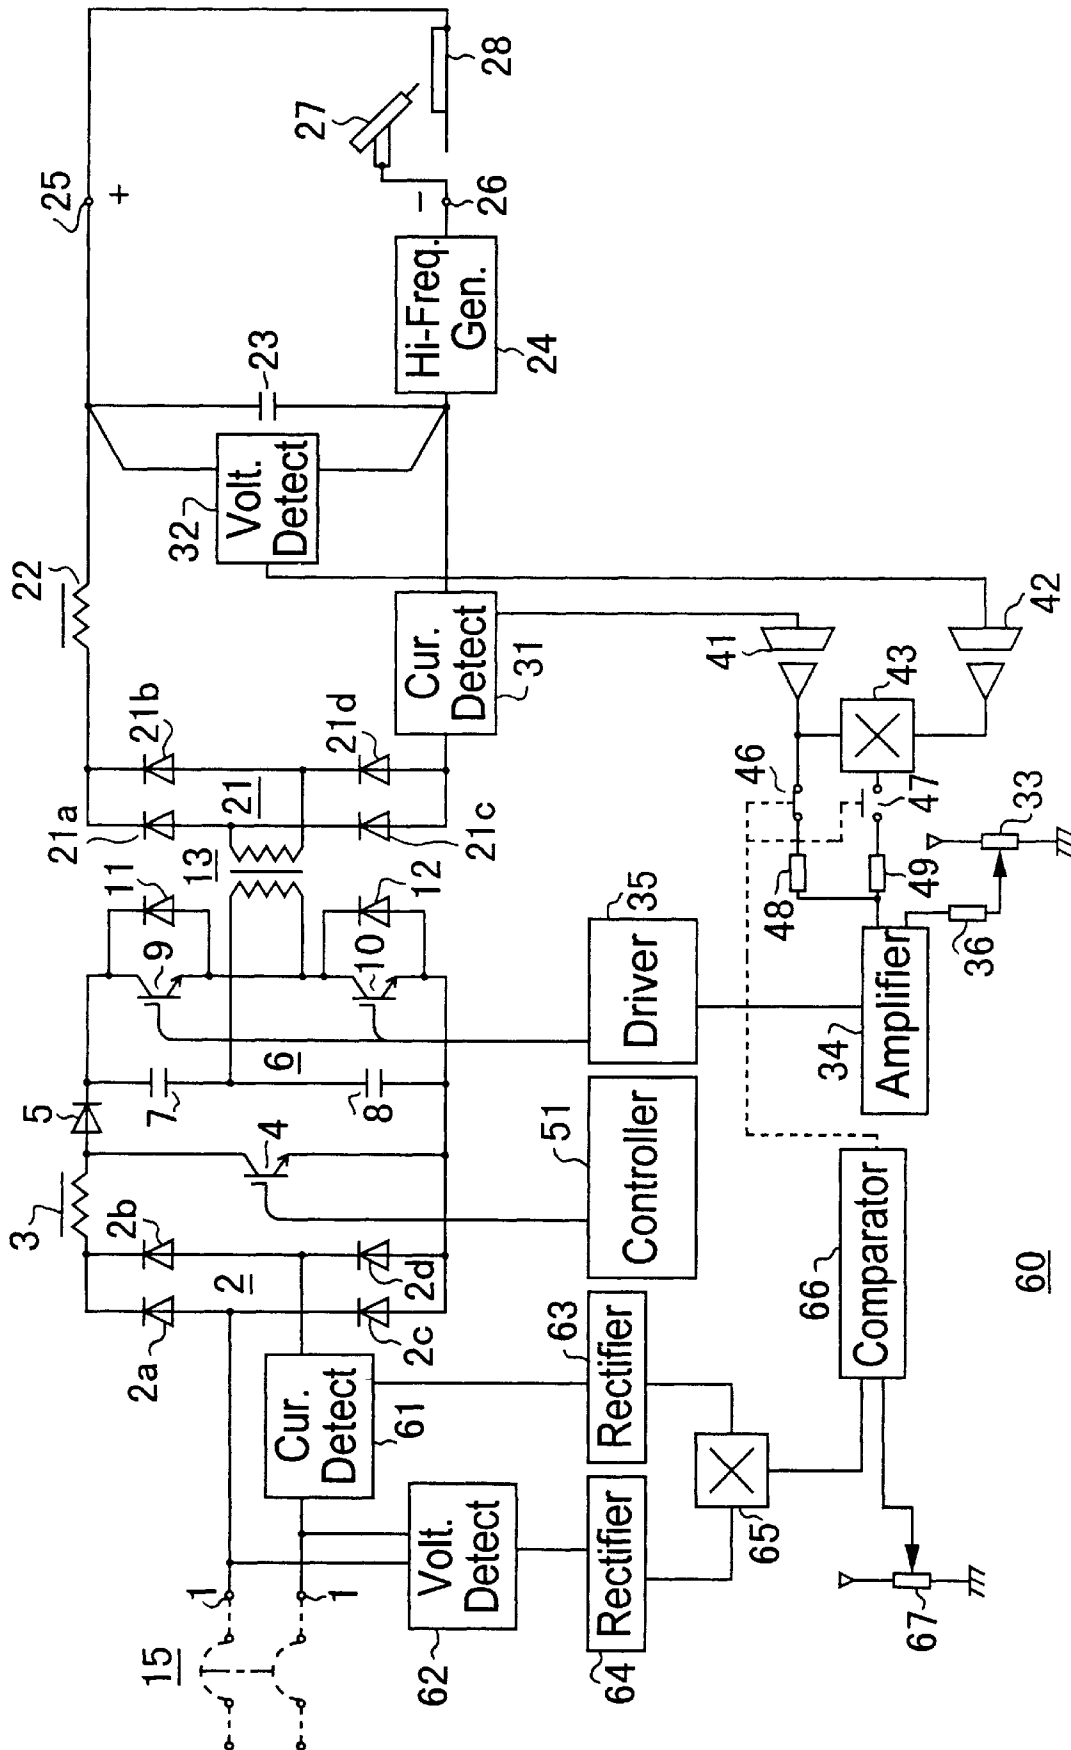 15
1
1
62
Volt.
Detect
64
Rectifier
Cur.
Detect
61
63
Rectifier
65
67
2a
2b
2
2c
2d
3
4
5
6
7
8
9
10
11
12
13
51
Controller
35
Driver
66
Comparator
60
34
Amplifier
36
33
48
49
46
47
43
41
42
21a
21b
21
21c
21d
22
Cur.
Detect
31
32
Volt.
Detect
23
Hi-Freq.
Gen.
24
25
+
−
26
27
28